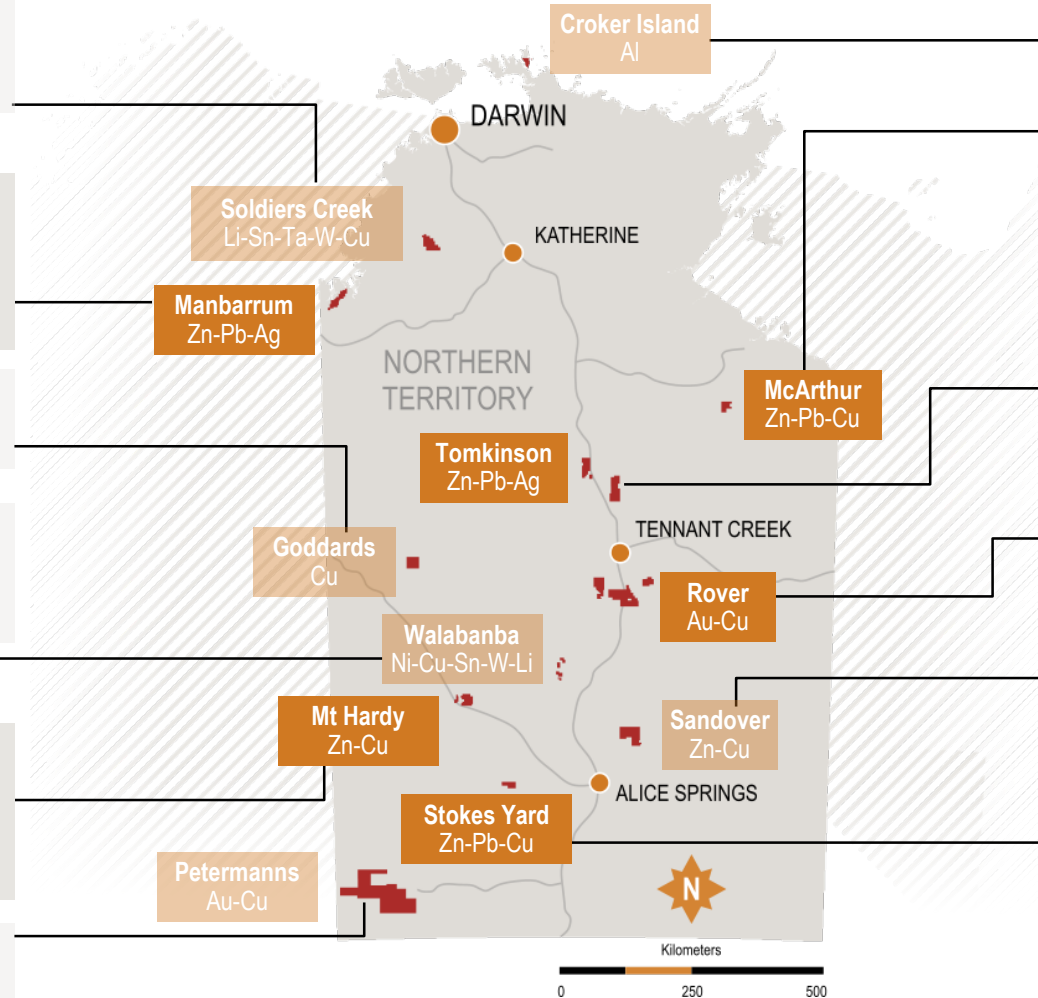 Croker Island
Al
DARWIN
Soldiers Creek
Li-Sn-Ta-W-Cu
KATHERINE
Manbarrum
Zn-Pb-Ag
NORTHERN
TERRITORY
McArthur
Zn-Pb-Cu
Tomkinson
Zn-Pb-Ag
TENNANT CREEK
Goddards
Cu
Rover
Au-Cu
Walabanba
Ni-Cu-Sn-W-Li
Mt Hardy
Zn-Cu
Sandover
Zn-Cu
ALICE SPRINGS
Stokes Yard
Zn-Pb-Cu
Petermanns
Au-Cu
N
Kilometers
0 250 500